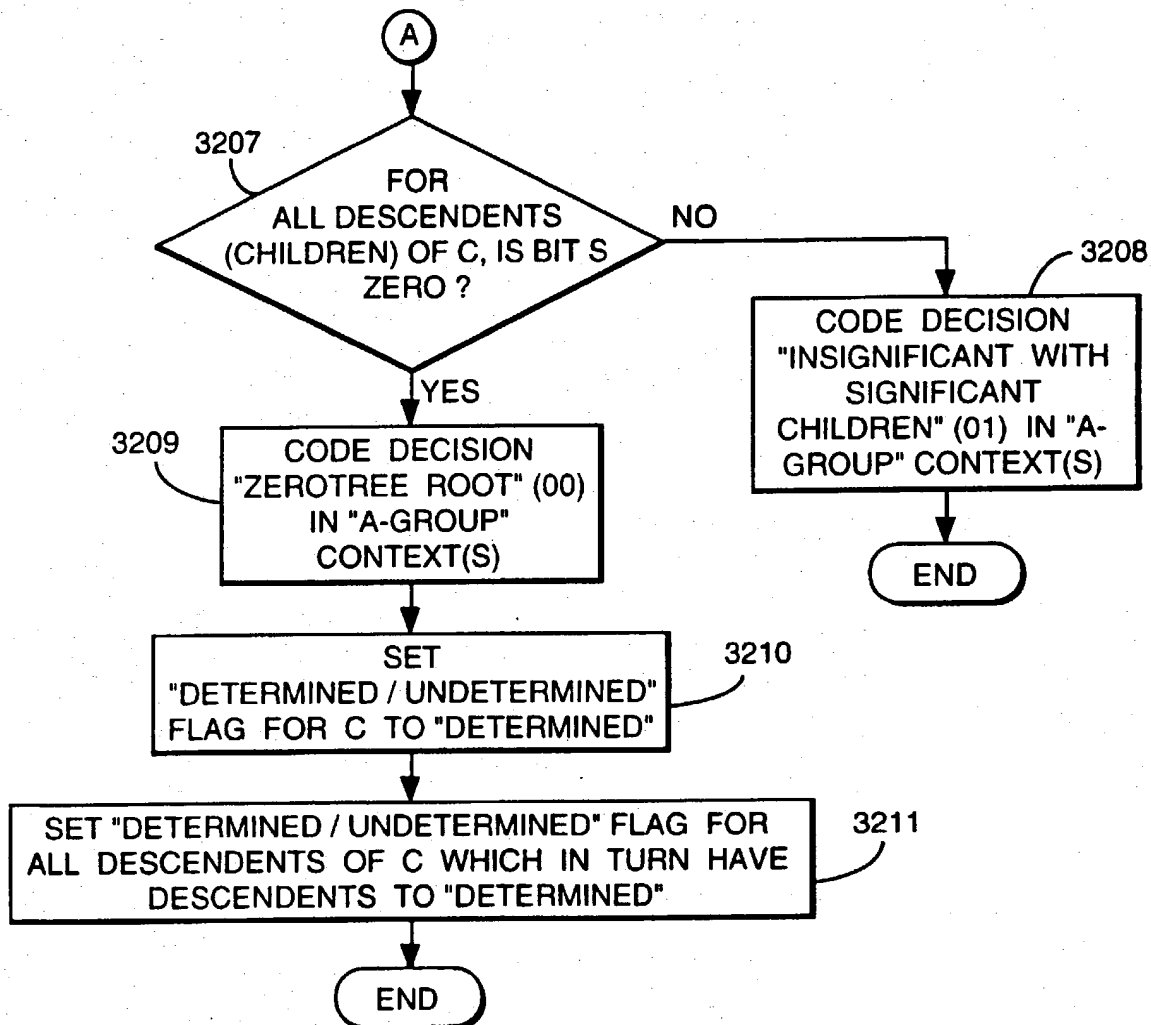 A
3207
FOR
ALL DESCENDENTS
(CHILDREN) OF C, IS BIT S
ZERO ?
NO
3208
CODE DECISION
"INSIGNIFICANT WITH
SIGNIFICANT
CHILDREN" (01) IN "A-
GROUP" CONTEXT(S)
END
YES
3209
CODE DECISION
"ZEROTREE ROOT" (00)
IN "A-GROUP"
CONTEXT(S)
3210
SET
"DETERMINED / UNDETERMINED"
FLAG FOR C TO "DETERMINED"
3211
SET "DETERMINED / UNDETERMINED" FLAG FOR
ALL DESCENDENTS OF C WHICH IN TURN HAVE
DESCENDENTS TO "DETERMINED"
END